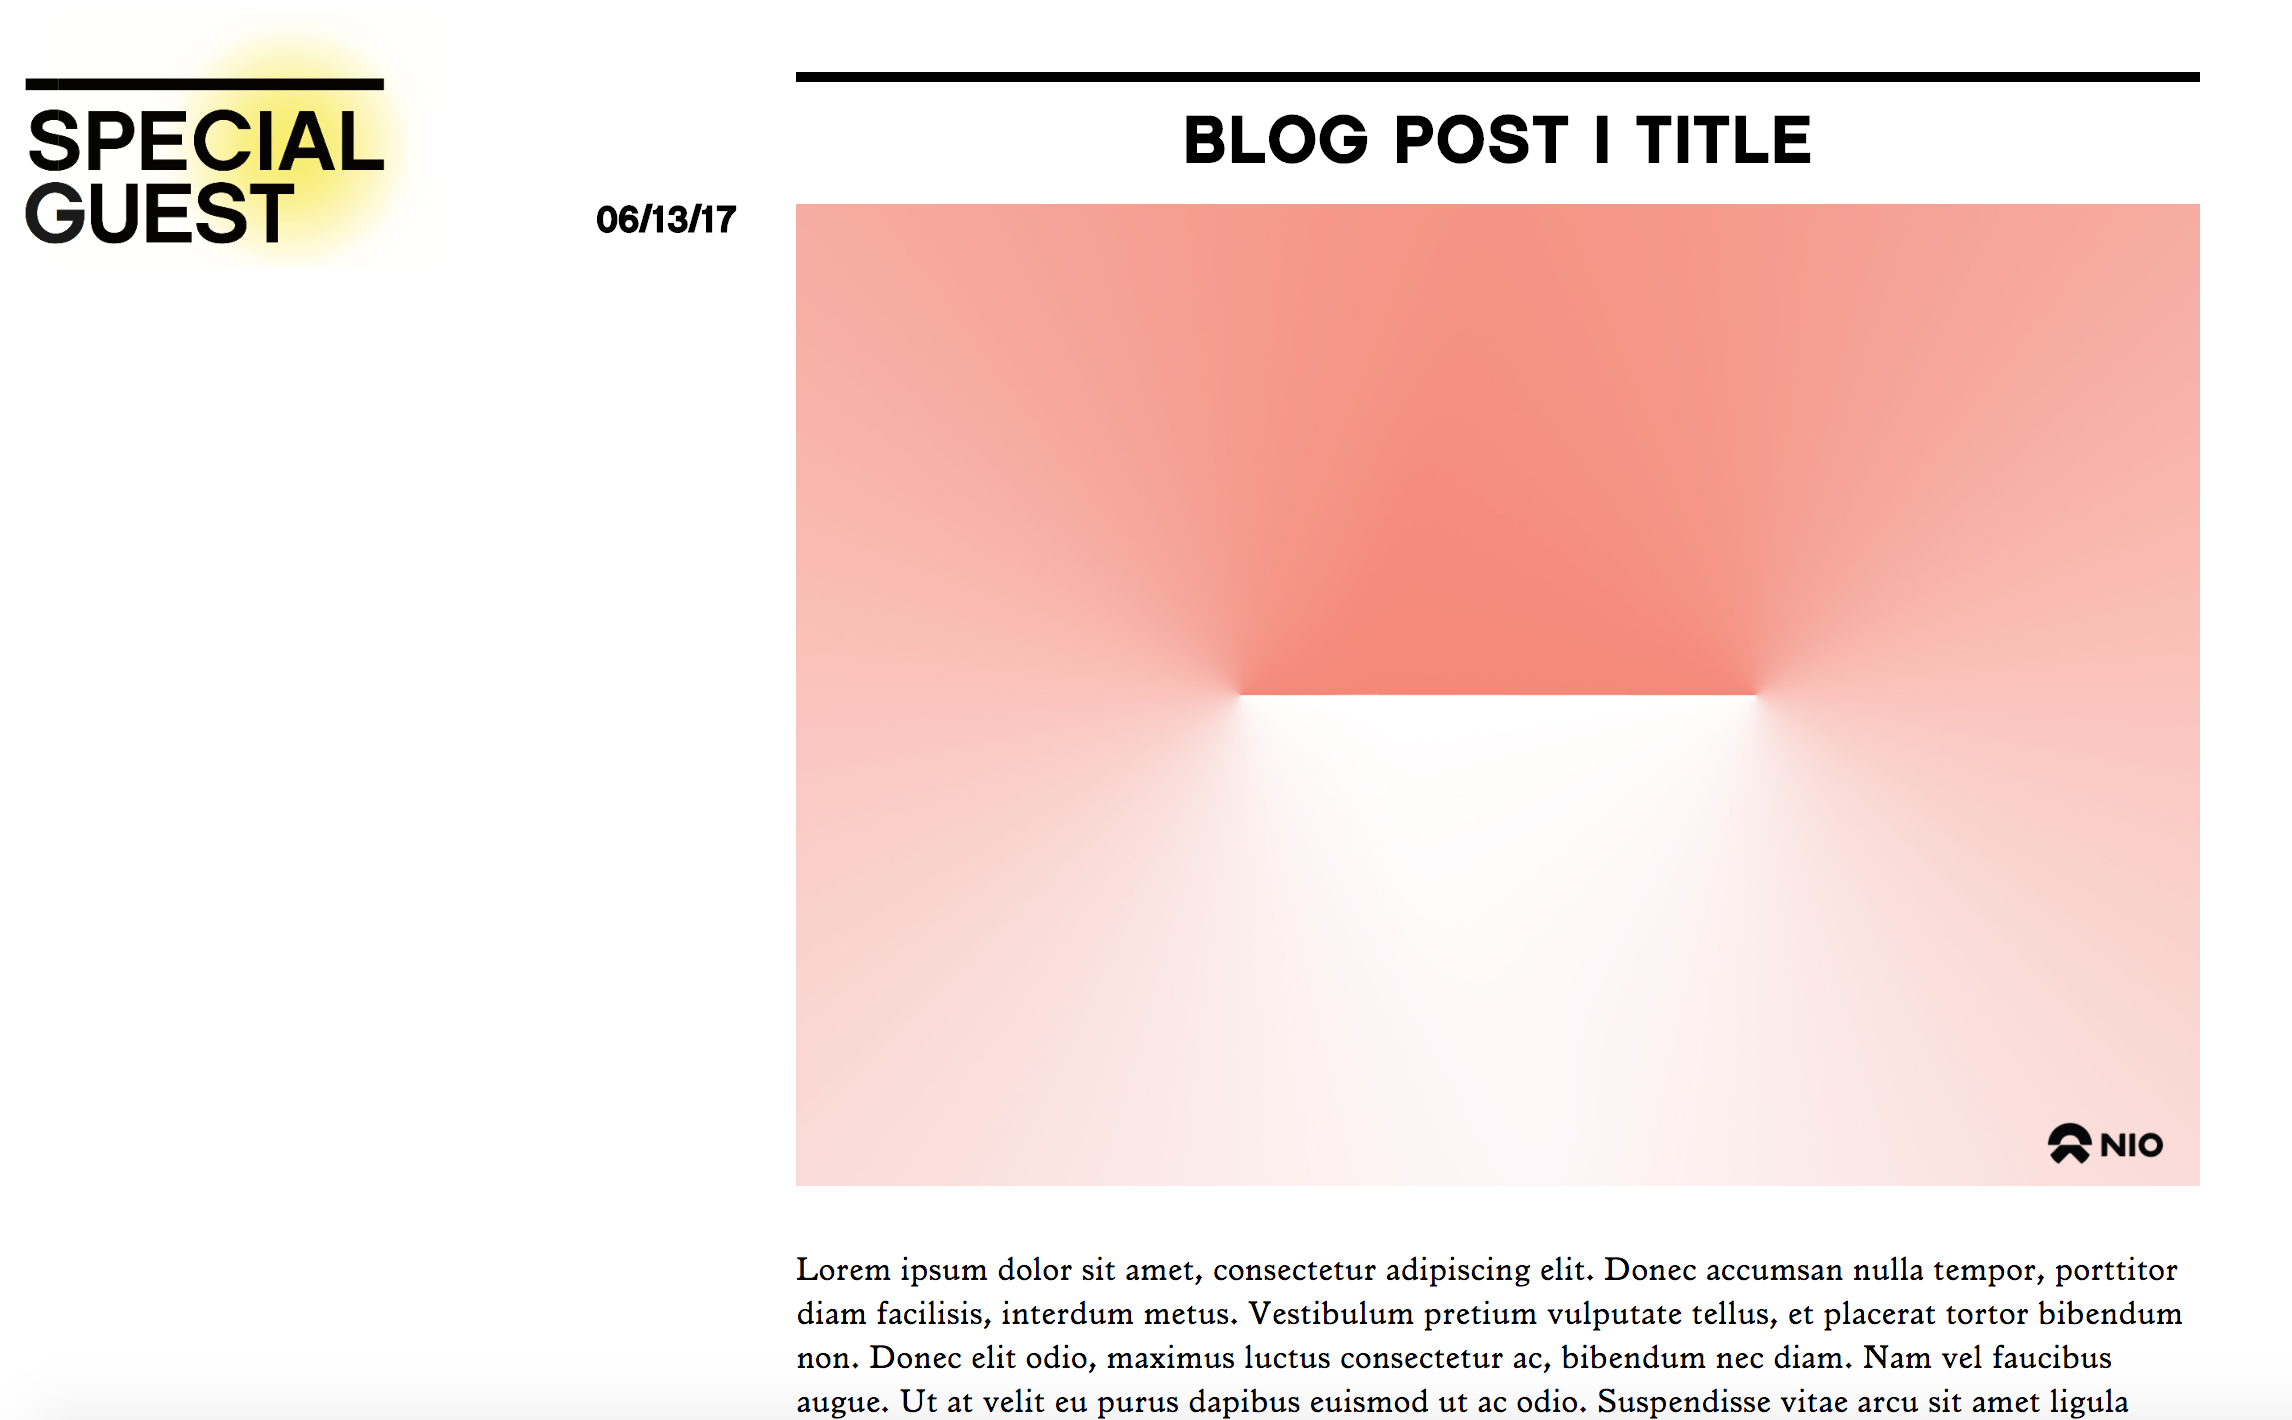 SPECIAL
GUEST
BLOG POST I TITLE
06/13/17
NIO
Lorem ipsum dolor sit amet, consectetur adipiscing elit. Donec accumsan nulla tempor, porttitor
diam facilisis, interdum metus. Vestibulum pretium vulputate tellus, et placerat tortor bibendum
non. Donec elit odio, maximus luctus consectetur ac, bibendum nec diam. Nam vel faucibus
augue. Ut at velit eu purus dapibus euismod ut ac odio. Suspendisse vitae arcu sit amet ligula